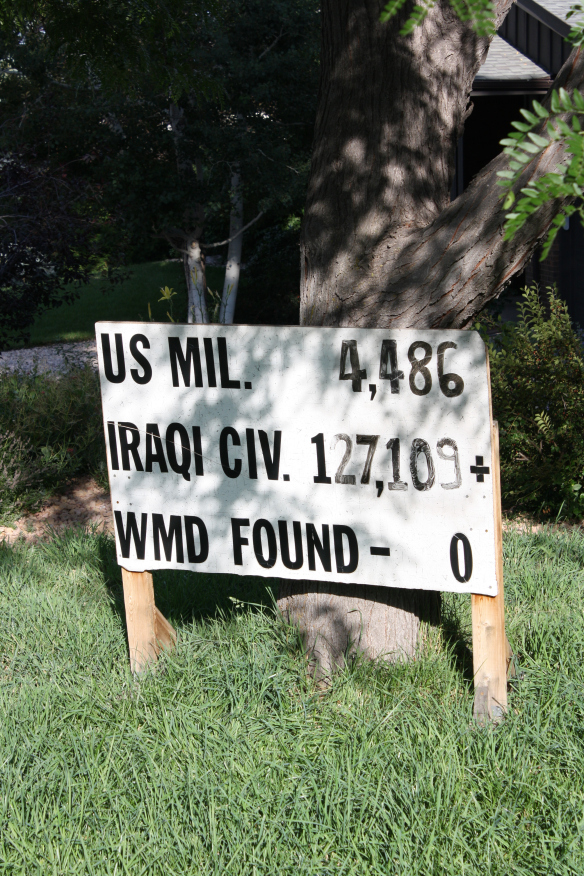 US MIL. 4,486
IRAQI CIV. 127,109+
WMD FOUND- 0